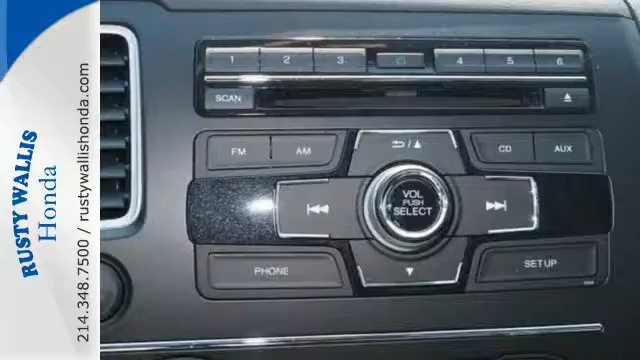 RUSTY WALLIS
Honda
214.348.7500 / rustywallishonda.com
1 2 3 4 5 6
SCAN
FM AM CD AUX
VOL
PUSH
SELECT
PHONE SETUP